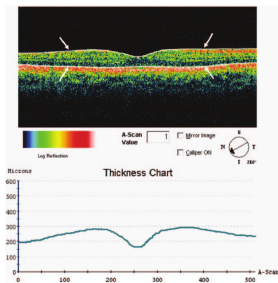 A-Scan Value 1
Mirror Image
Caliper ON
S
N T
I
Log Reflection
Thickness Chart
Microns
600
500
400
300
200
100
0
0 100 200 300 400 500
A-Scan